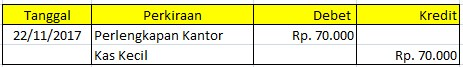 Tanggal Perkiraan Debet Kredit
22/11/2017 Perlengkapan Kantor Rp. 70.000
Kas Kecil Rp. 70.000